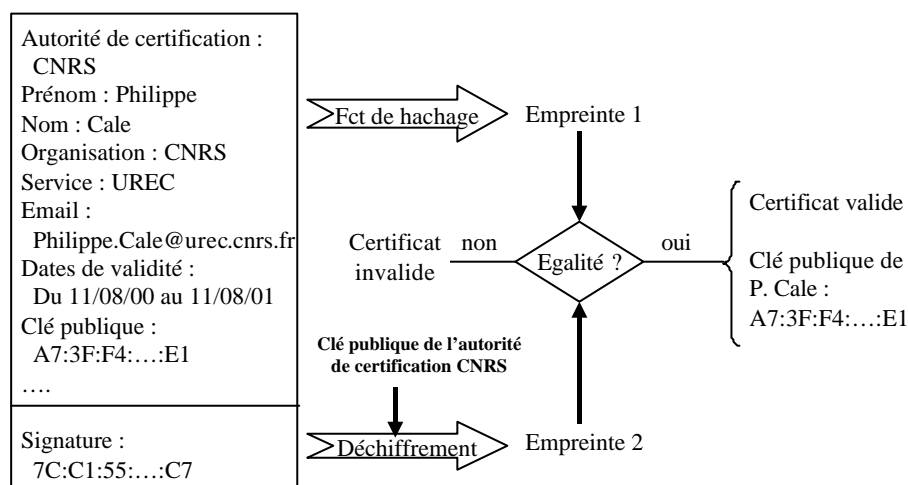 Autorité de certification :
CNRS
Prénom : Philippe
Nom : Cale
Organisation : CNRS
Service : UREC
Email :
Philippe.Cale@urec.cnrs.fr
Dates de validité :
Du 11/08/00 au 11/08/01
Clé publique :
A7:3F:F4:…:E1
….
Signature :
7C:C1:55:…:C7
Fct de hachage
Empreinte 1
Certificat
invalide
non
Egalité ?
oui
Certificat valide
Clé publique de
P. Cale :
A7:3F:F4:…:E1
Clé publique de l’autorité
de certification CNRS
Déchiffrement
Empreinte 2